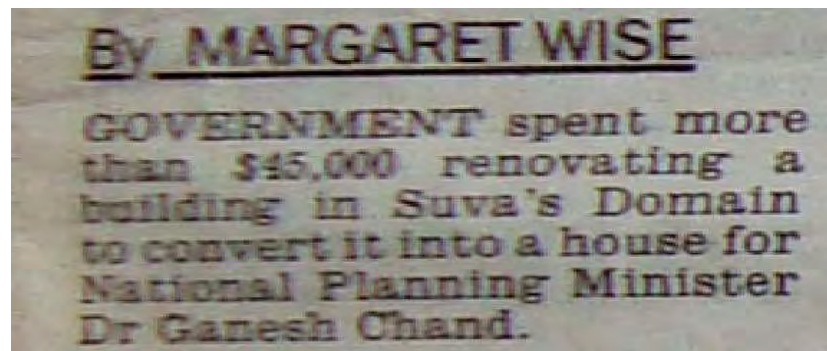 By MARGARET WISE
GOVERNMENT spent more
than $45,000 renovating a
building in Suva's Domain
to convert it into a house for
National Planning Minister
Dr Ganesh Chand.